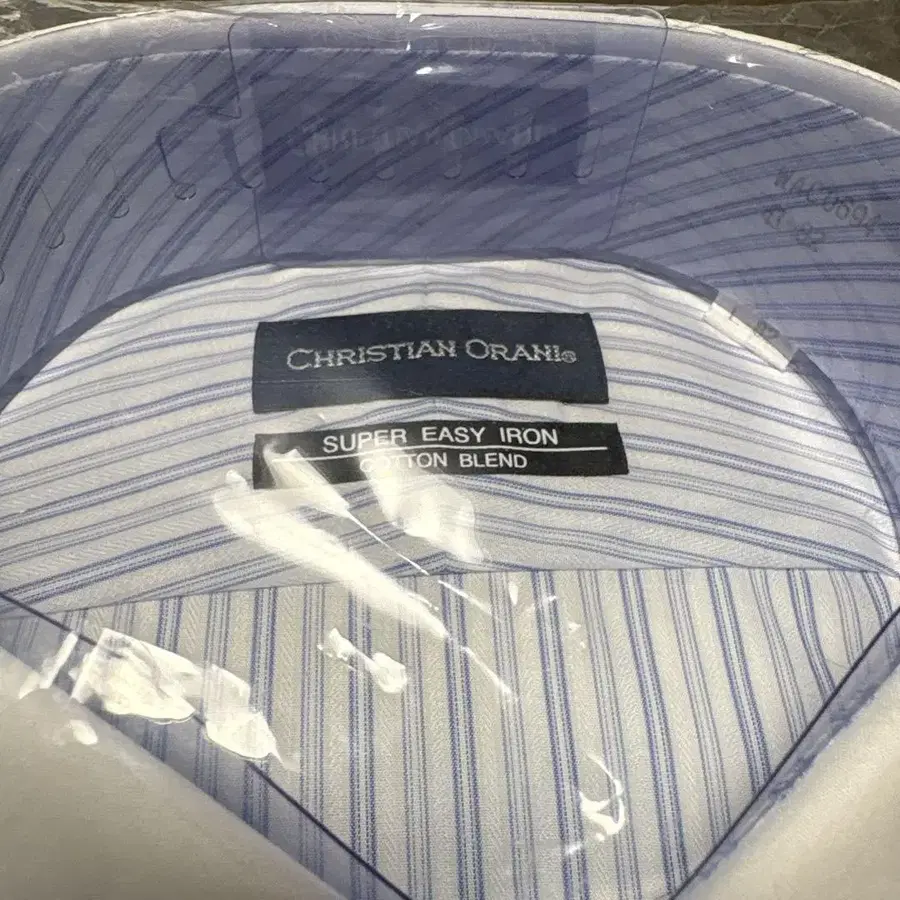 CHRISTIAN ORANI®
SUPER EASY IRON
COTTON BLEND